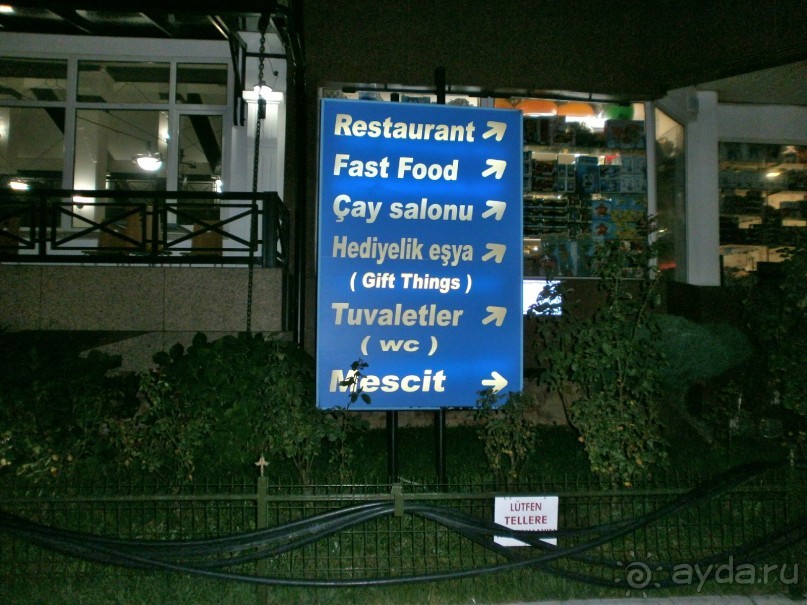 Restaurant
Fast Food
Çay salonu
Hediyelik eşya
( Gift Things )
Tuvaletler
( WC )
Mescit
LÜTFEN
TELLERE
ayda.ru